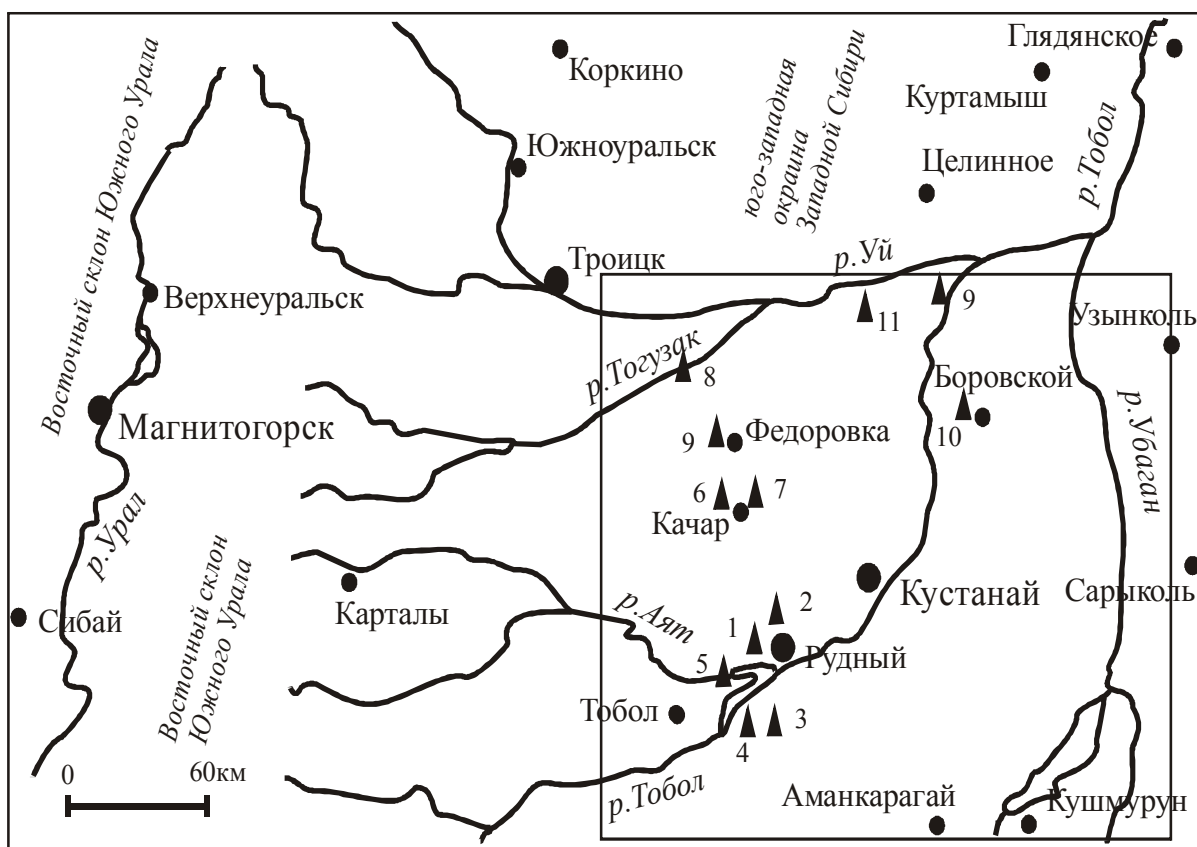 Глядянское
Коркино
Куртамыш
Южноуральск
юго-западная
окраина
Западной Сибири
Целинное
р.Тобол
Восточный склон Южного Урала
Троицк
р.Уй
Верхнеуральск
11
9
Узынколь
р.Тогузак
8
Боровской
Магнитогорск
9
Федоровка
10
р.Убаган
6
7
Качар
р.Урал
Восточный склон
Южного Урала
Карталы
Кустанай
Сарыколь
Сибай
р.Аят
2
1
Рудный
5
Тобол
4
3
0
60км
р.Тобол
Аманкарагай
Кушмурун